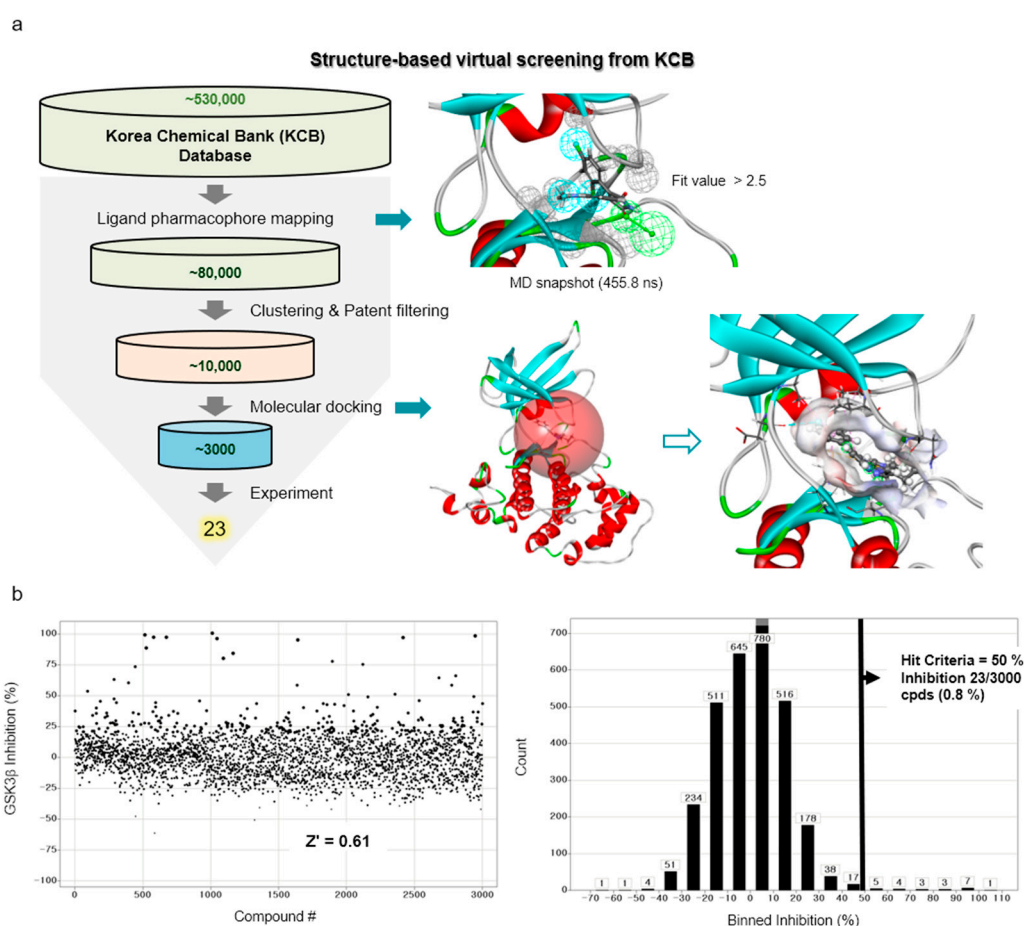 a
Structure-based virtual screening from KCB
~530,000
Korea Chemical Bank (KCB)
Database
Ligand pharmacophore mapping
Fit value > 2.5
~80,000
MD snapshot (455.8 ns)
Clustering & Patent filtering
~10,000
Molecular docking
~3000
Experiment
23
b
GSK3β Inhibition (%)
100
75
50
25
0
-25
-50
-75
-100
Z' = 0.61
0 500 1000 1500 2000 2500 3000
Compound #
Count
700
600
500
400
300
200
100
0
1 1 4 51 234 511 645 780 516 178 38 17 5 4 3 3 7 1
Hit Criteria = 50 %
Inhibition 23/3000
cpds (0.8 %)
-70 -60 -50 -40 -30 -20 -10 0 10 20 30 40 50 60 70 80 90 100 110
Binned Inhibition (%)